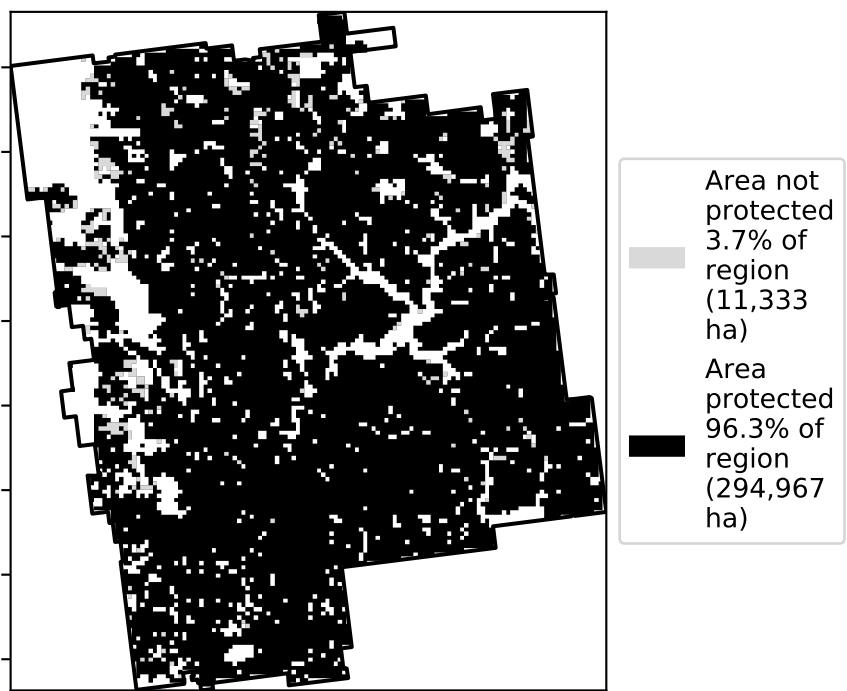 Area not
protected
3.7% of
region
(11,333
ha)
Area
protected
96.3% of
region
(294,967
ha)